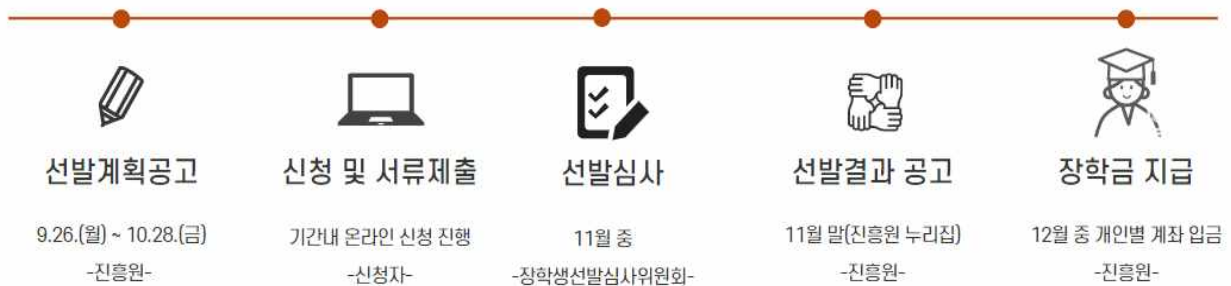 선발계획공고
9.26.(월) ~ 10.28.(금)
-진흥원-
신청 및 서류제출
기간내 온라인 신청 진행
-신청자-
선발심사
11월 중
-장학생선발심사위원회-
선발결과 공고
11월 말(진흥원 누리집)
-진흥원-
장학금 지급
12월 중 개인별 계좌 입금
-진흥원-